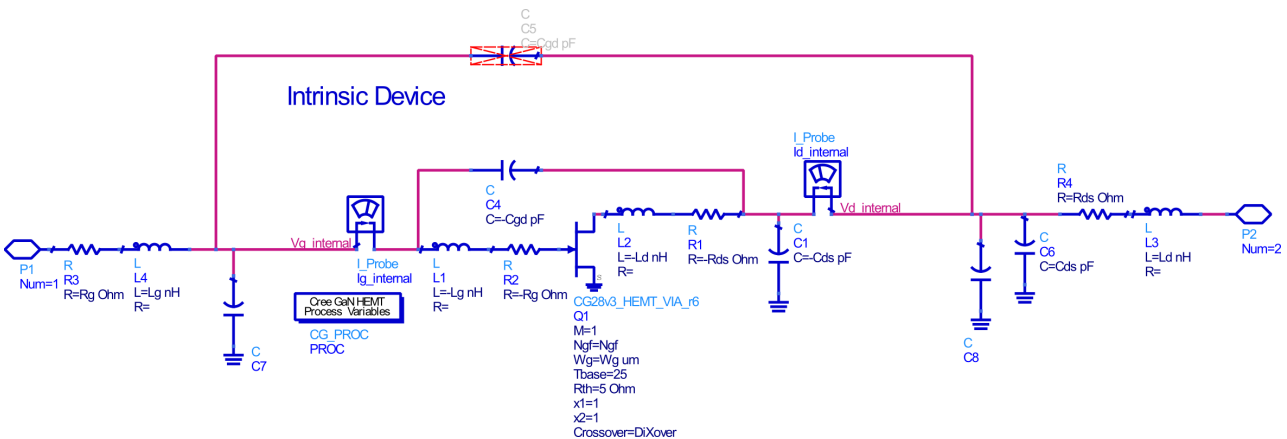 C
C5
C=Cgd pF
Intrinsic Device
I_Probe
Id_internal
C
C4
C=-Cgd pF
R
R4
R=Rds Ohm
Vg_internal
Vd_internal
P1
Num=1
R
R3
R=Rg Ohm
L
L4
L=Lg nH
R=
I_Probe
Ig_internal
L
L1
L=-Lg nH
R=
R
R2
R=-Rg Ohm
L
L2
L=-Ld nH
R=
R
R1
R=-Rds Ohm
C
C1
C=-Cds pF
C
C6
C=Cds pF
L
L3
L=Ld nH
R=
P2
Num=2
Cree GaN HEMT
Process Variables
CG_PROC
PROC
C
C7
CG28v3_HEMT_VIA_r6
Q1
M=1
Ngf=Ngf
Wg=Wg um
Tbase=25
Rth=5 Ohm
x1=1
x2=1
Crossover=DiXover
C
C8